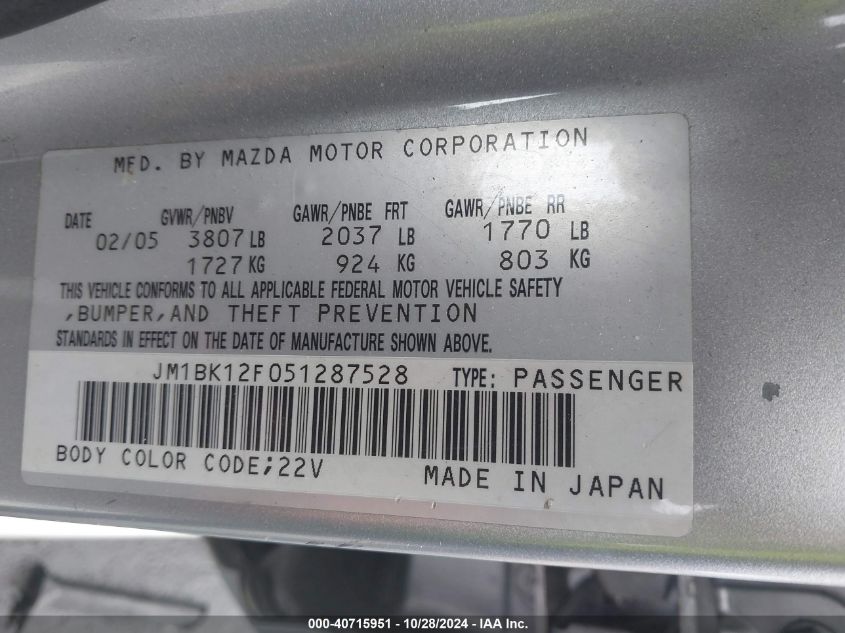 MFD. BY MAZDA MOTOR CORPORATION
DATE GVWR/PNBV GAWR/PNBE FRT GAWR/PNBE RR
02/05 3807 LB 2037 LB 1770 LB
1727 KG 924 KG 803 KG
THIS VEHICLE CONFORMS TO ALL APPLICABLE FEDERAL MOTOR VEHICLE SAFETY
,BUMPER,AND THEFT PREVENTION
STANDARDS IN EFFECT ON THE DATE OF MANUFACTURE SHOWN ABOVE.
JM1BK12F051287528 TYPE: PASSENGER
BODY COLOR CODE;22V MADE IN JAPAN
000-40715951 | 10/28/2024 - IAA Inc.